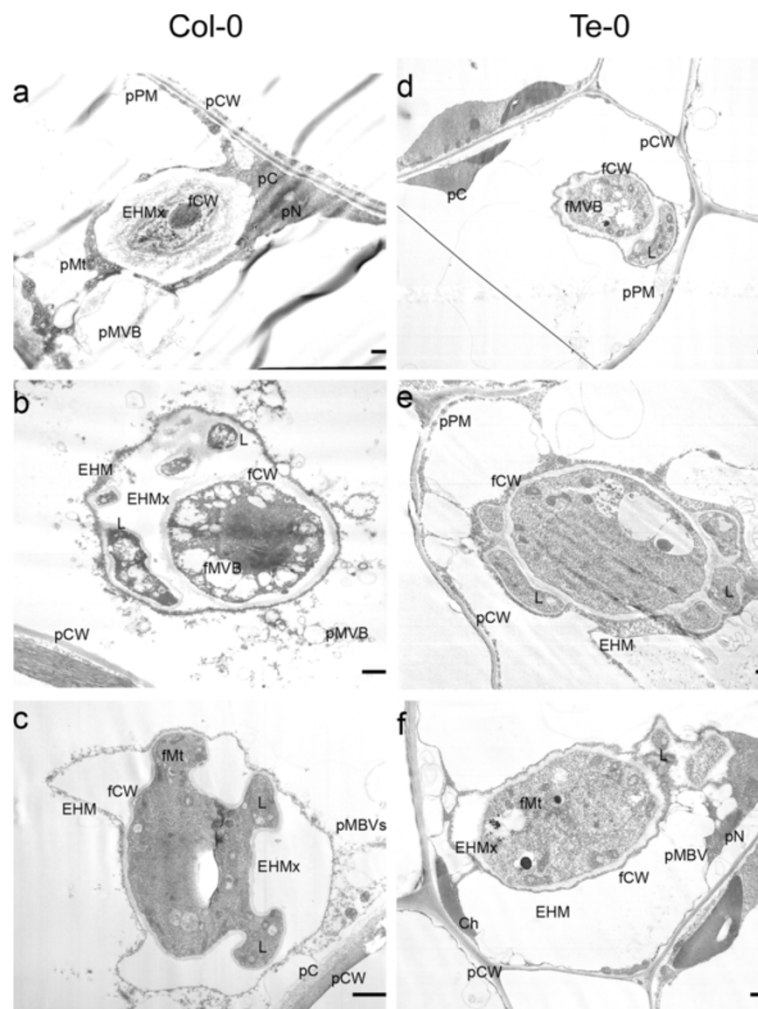 Col-0 Te-0
a
pPM pCW
pC
fCW
EHMx
pN
pMt
pMVB
d
pCW
fCW
fMVB
pC
L
pPM
b
L
EHM fCW
EHMx
L
fMVB
pMVB
pCW
e
pPM
fCW
L
L
pCW
EHM
c
fMt
fCW
EHM
L
pMBVs
EHMx
L
pC
pCW
f
L
fMt
pN
EHMx
pMBV
fCW
EHM
Ch
pCW